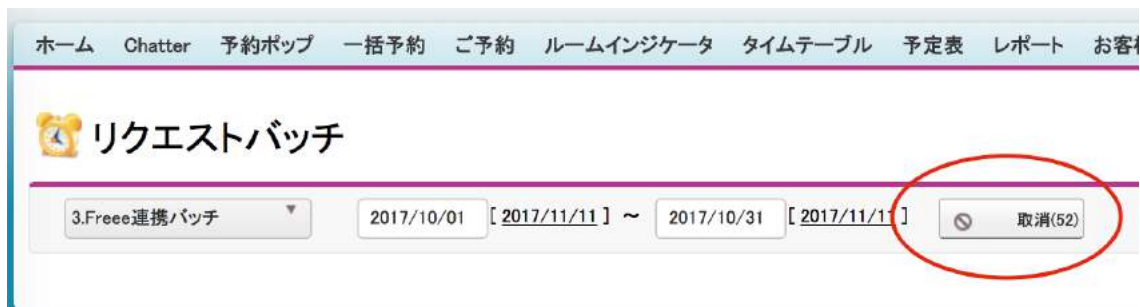 ホーム Chatter 予約ポップ 一括予約 ご予約 ルームインジケータ タイムテーブル 予定表 レポート お客様
リクエストバッチ
3.Freee連携バッチ 2017/10/01 [ 2017/11/11 ] ～ 2017/10/31 [ 2017/11/11 ] 取消(52)